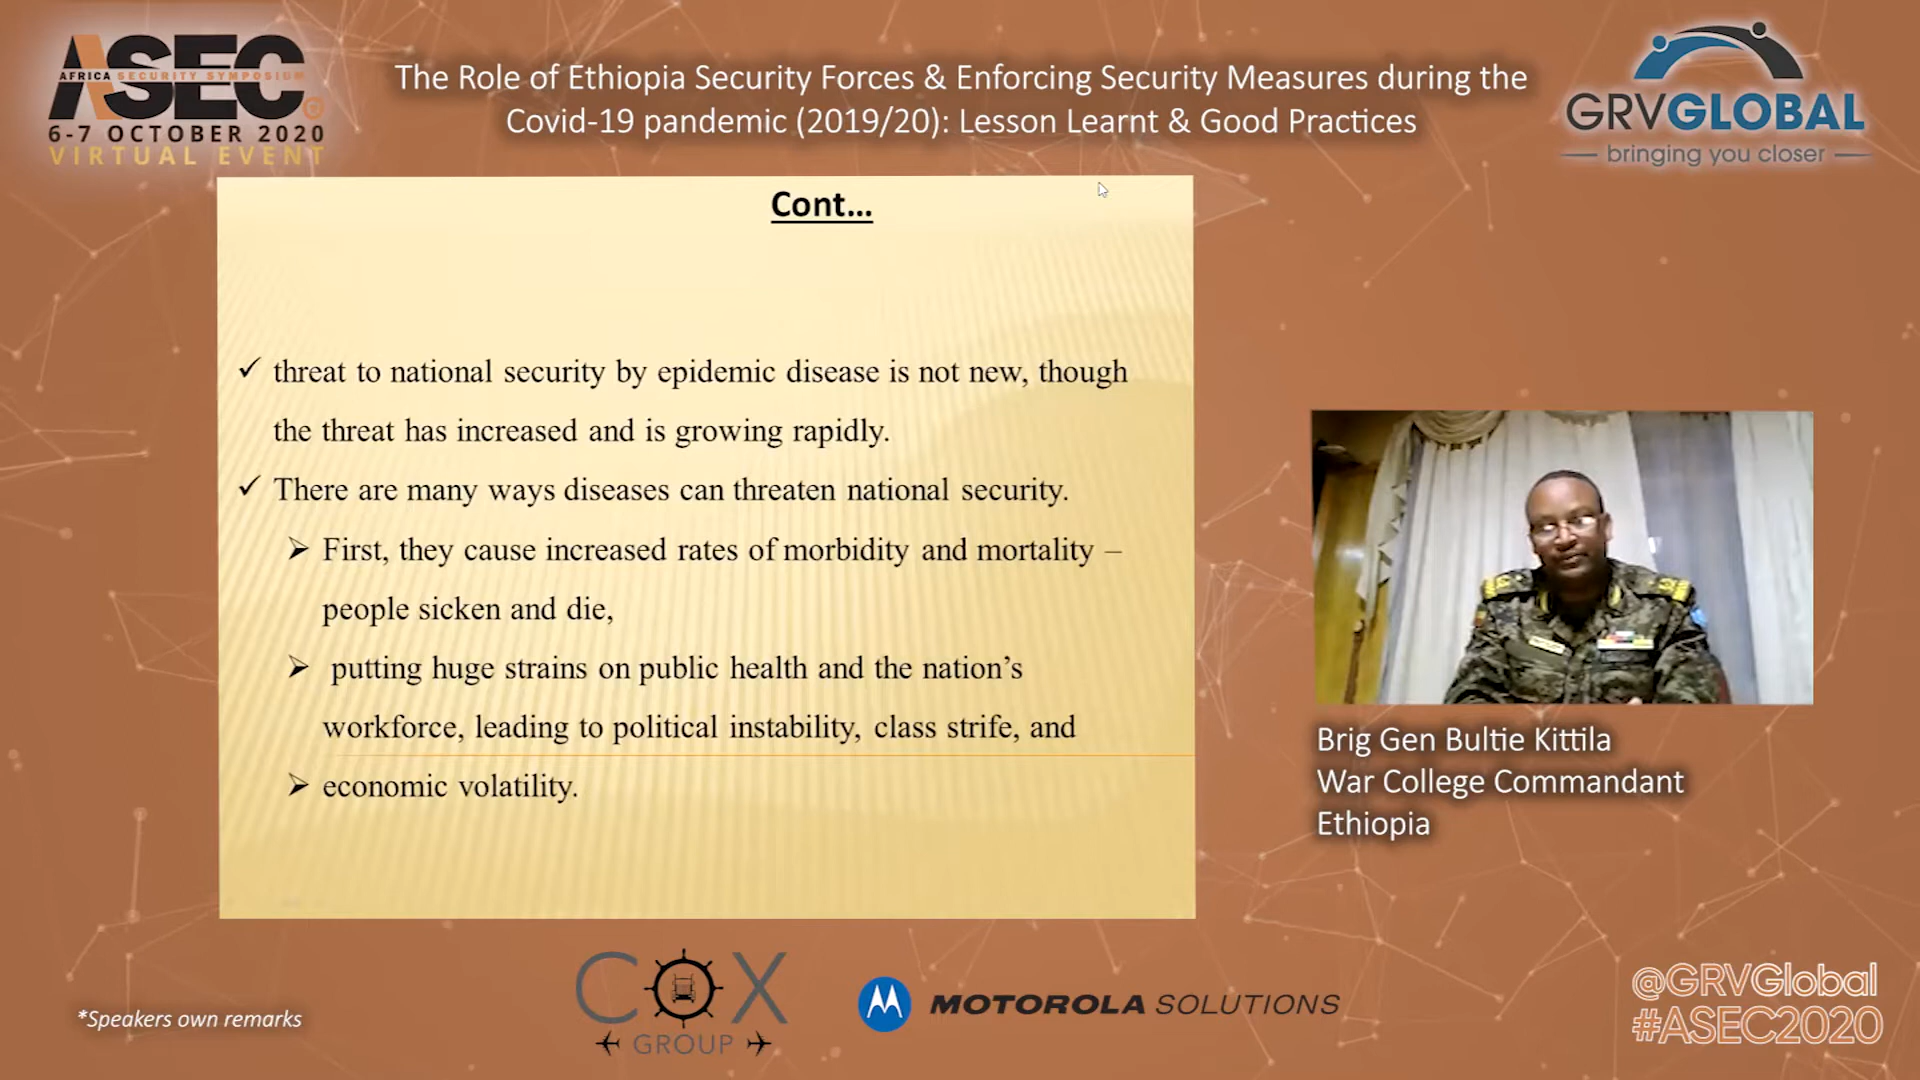 ASEC
AFRICA SECURITY SYMPOSIUM
6-7 OCTOBER 2020
VIRTUAL EVENT
The Role of Ethiopia Security Forces & Enforcing Security Measures during the
Covid-19 pandemic (2019/20): Lesson Learnt & Good Practices
GRVGLOBAL
bringing you closer
Cont...
threat to national security by epidemic disease is not new, though
the threat has increased and is growing rapidly.
There are many ways diseases can threaten national security.
First, they cause increased rates of morbidity and mortality –
people sicken and die,
putting huge strains on public health and the nation’s
workforce, leading to political instability, class strife, and
economic volatility.
Brig Gen Bultie Kittila
War College Commandant
Ethiopia
*Speakers own remarks
COX
GROUP
MOTOROLA SOLUTIONS
@GRVGlobal
#ASEC2020